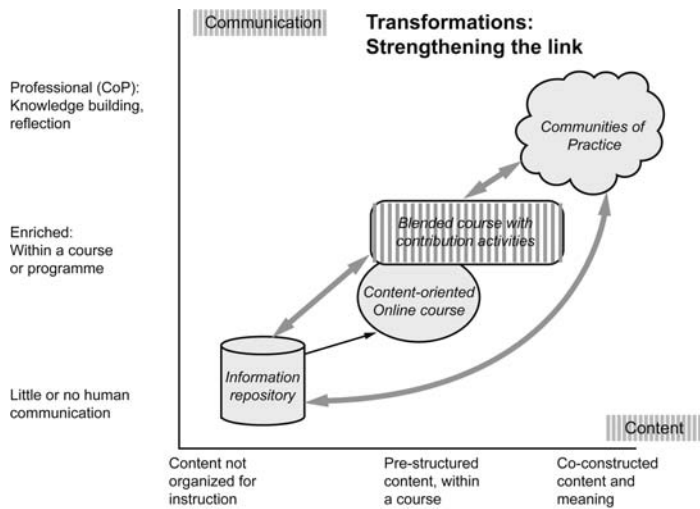 Communication
Transformations:
Strengthening the link
Professional (CoP):
Knowledge building,
reflection
Communities of
Practice
Enriched:
Within a course
or programme
Blended course with
contribution activities
Content-oriented
Online course
Information
repository
Little or no human
communication
Content
Content not
organized for
instruction
Pre-structured
content, within
a course
Co-constructed
content and
meaning